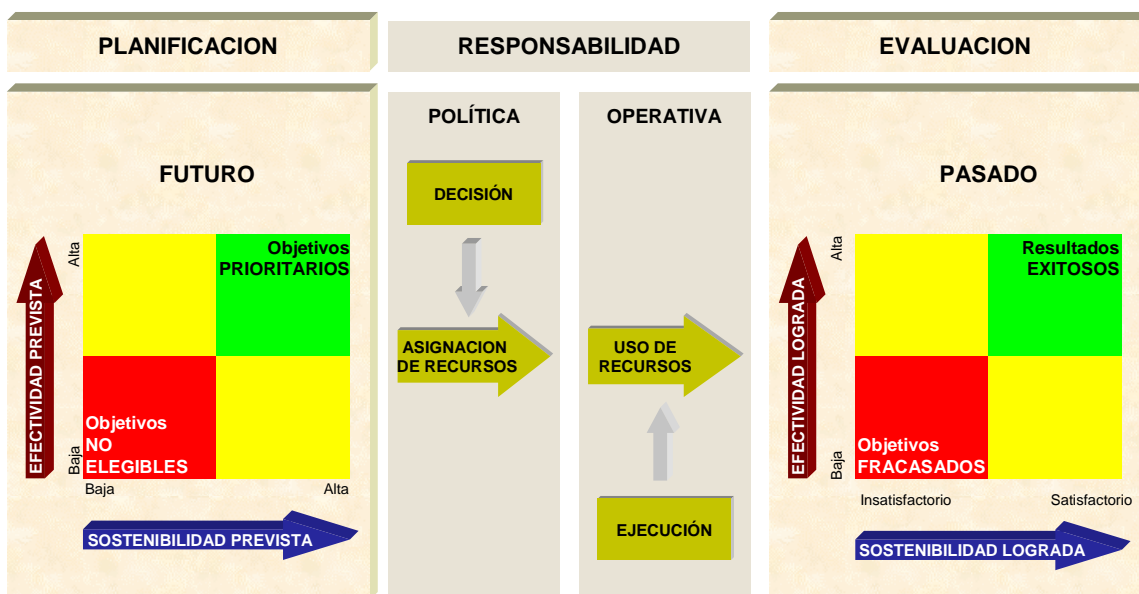 PLANIFICACION
RESPONSABILIDAD
EVALUACION
FUTURO
EFECTIVIDAD PREVISTA
Alta
Baja
Objetivos
PRIORITARIOS
Objetivos
NO
ELEGIBLES
Baja
Alta
SOSTENIBILIDAD PREVISTA
POLÍTICA
DECISIÓN
ASIGNACION
DE RECURSOS
OPERATIVA
USO DE
RECURSOS
EJECUCIÓN
PASADO
EFECTIVIDAD LOGRADA
Alta
Baja
Resultados
EXITOSOS
Objetivos
FRACASADOS
Insatisfactorio
Satisfactorio
SOSTENIBILIDAD LOGRADA